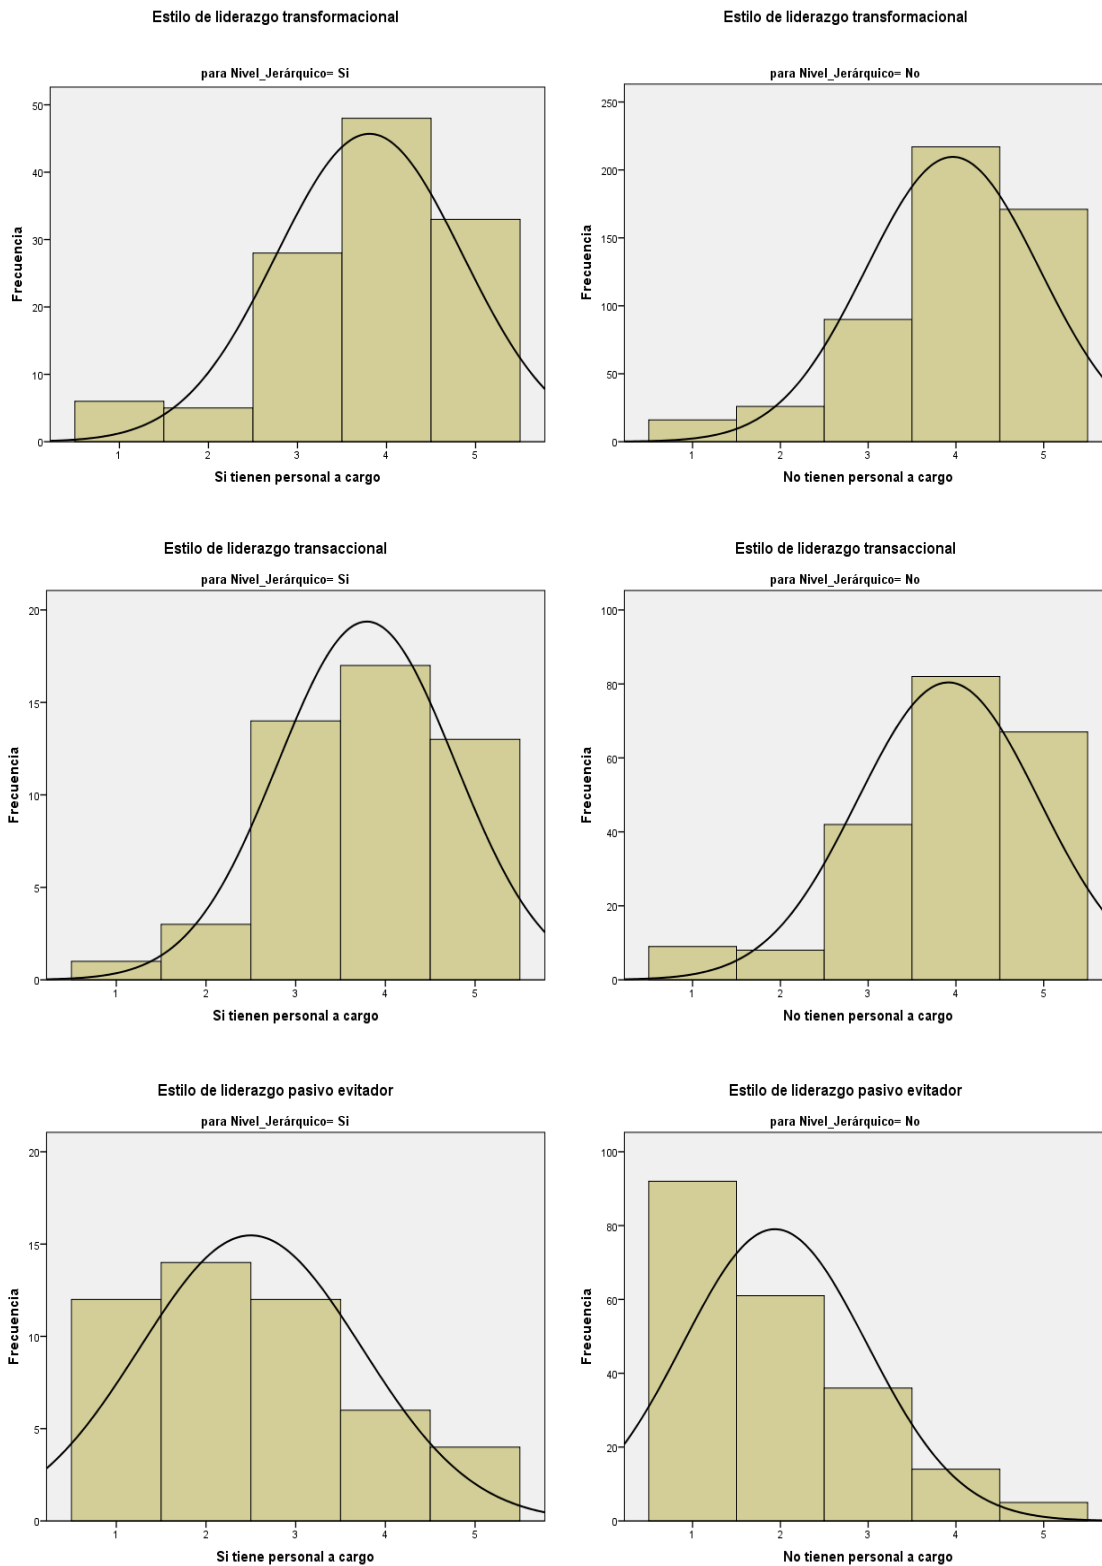 Estilo de liderazgo transformacional
para Nivel_Jerárquico= Si
50
40
30
20
10
0
Frecuencia
1 2 3 4 5
Si tienen personal a cargo
Estilo de liderazgo transformacional
para Nivel_Jerárquico= No
250
200
150
100
50
0
Frecuencia
1 2 3 4 5
No tienen personal a cargo
Estilo de liderazgo transaccional
para Nivel_Jerárquico= Si
20
15
10
5
0
Frecuencia
1 2 3 4 5
Si tienen personal a cargo
Estilo de liderazgo transaccional
para Nivel_Jerárquico= No
100
80
60
40
20
0
Frecuencia
1 2 3 4 5
No tienen personal a cargo
Estilo de liderazgo pasivo evitador
para Nivel_Jerárquico= Si
20
15
10
5
0
Frecuencia
1 2 3 4 5
Si tiene personal a cargo
Estilo de liderazgo pasivo evitador
para Nivel_Jerárquico= No
100
80
60
40
20
0
Frecuencia
1 2 3 4 5
No tienen personal a cargo